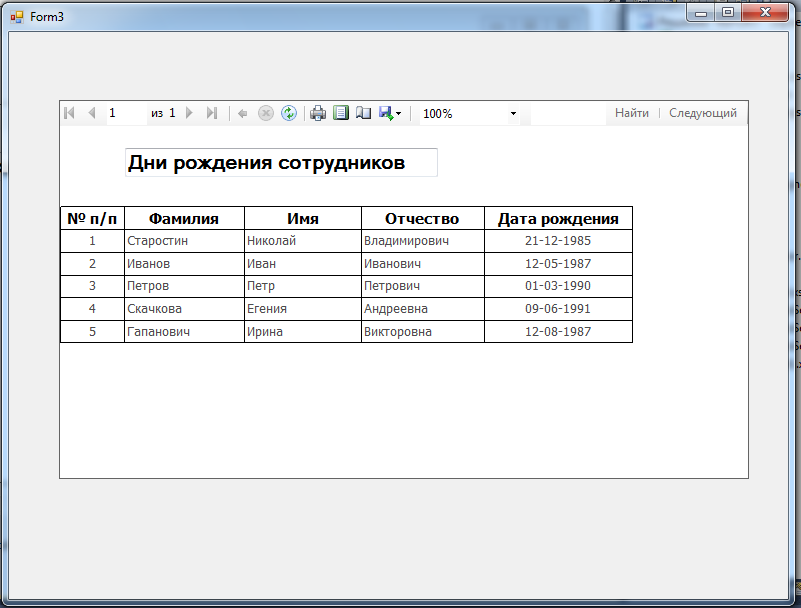 Form3
1 из 1 100% Найти Следующий
Дни рождения сотрудников
№ п/п Фамилия Имя Отчество Дата рождения
1 Старостин Николай Владимирович 21-12-1985
2 Иванов Иван Иванович 12-05-1987
3 Петров Петр Петрович 01-03-1990
4 Скачкова Егения Андреевна 09-06-1991
5 Гапанович Ирина Викторовна 12-08-1987